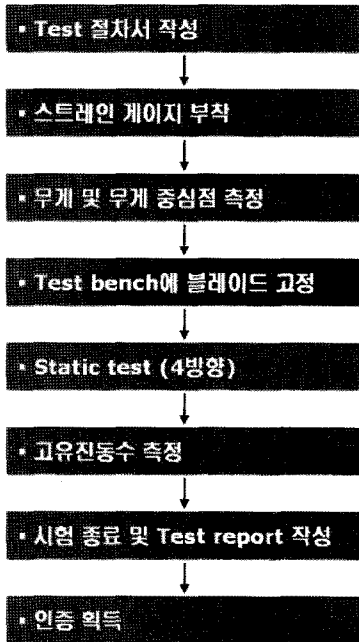 ▪ Test 절차서 작성
▪ 스트레인 게이지 부착
▪ 무게 및 무게 중심점 측정
▪ Test bench에 블레이드 고정
▪ Static test (4방향)
▪ 고유진동수 측정
▪ 시험 종료 및 Test report 작성
▪ 인증 획득